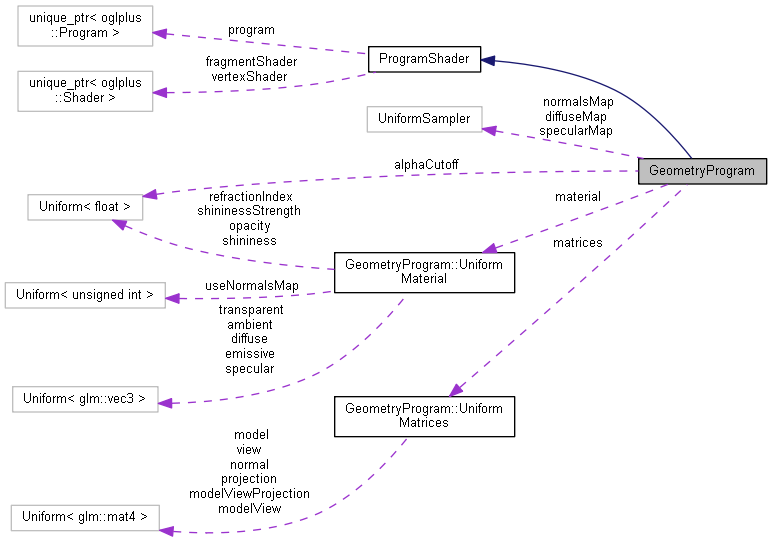 unique_ptr< oglplus
::Program >
program
ProgramShader
fragmentShader
vertexShader
unique_ptr< oglplus
::Shader >
normalsMap
diffuseMap
specularMap
UniformSampler
GeometryProgram
alphaCutoff
Uniform< float >
refractionIndex
shininessStrength
opacity
shininess
material
matrices
GeometryProgram::Uniform
Material
useNormalsMap
Uniform< unsigned int >
transparent
ambient
diffuse
emissive
specular
Uniform< glm::vec3 >
GeometryProgram::Uniform
Matrices
model
view
normal
projection
modelViewProjection
modelView
Uniform< glm::mat4 >